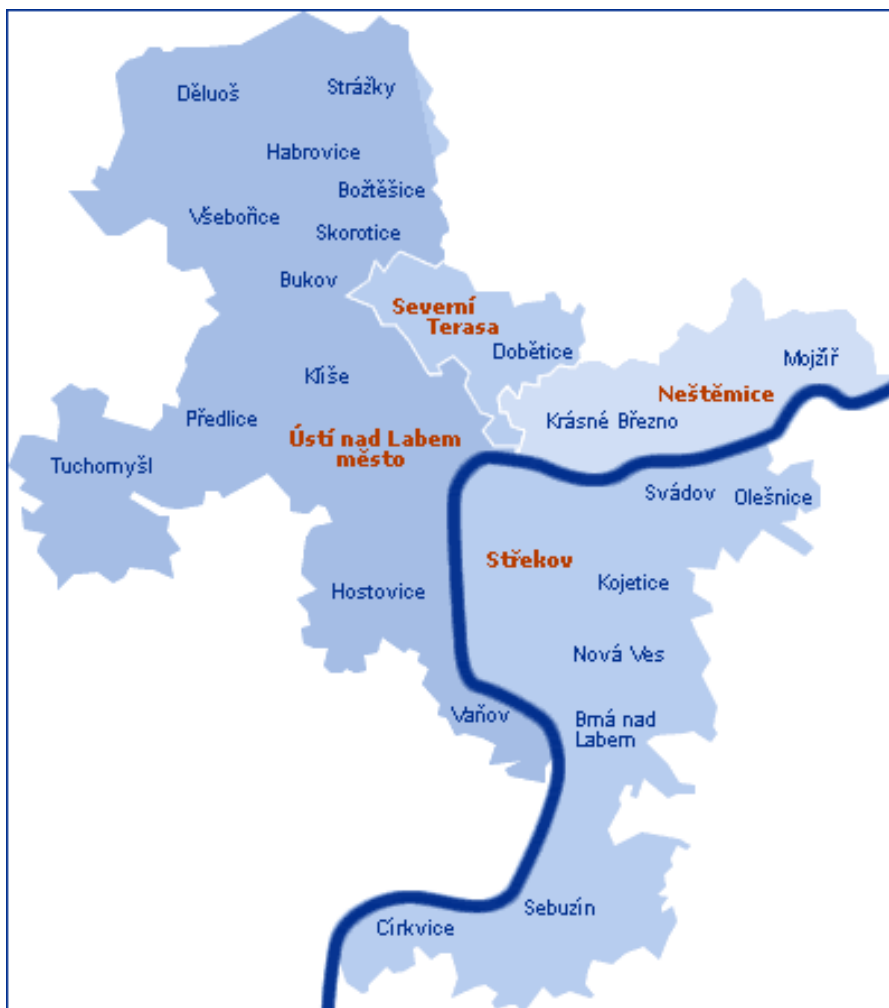 Děluoš
Strážky
Habrovice
Božtěšice
Všebořice
Skorotice
Bukov
Severní
Terasa
Dobětice
Mojžíř
Klíše
Neštěmice
Předlice
Krásné Březno
Ústí nad Labem
město
Tuchomyšl
Svádov
Olešnice
Střekov
Kojetice
Hostovice
Nová Ves
Vaňov
Brná nad
Labem
Sebuzín
Církvice